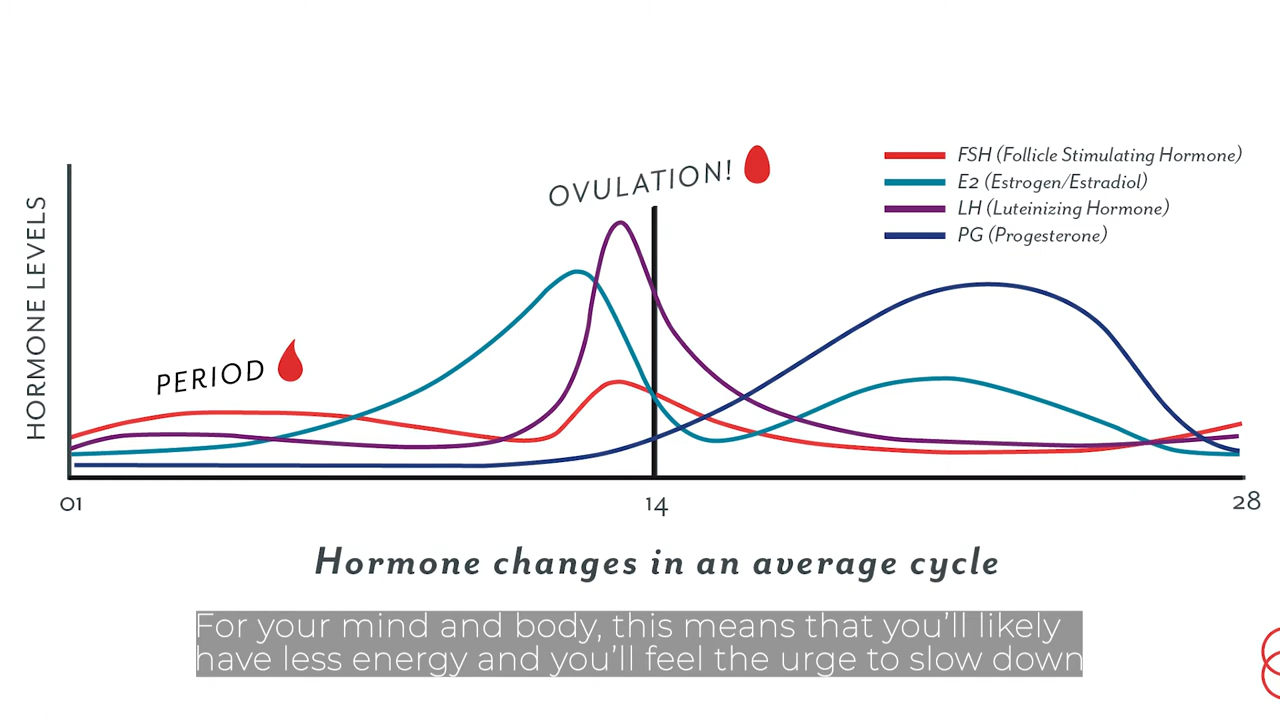 OVULATION!
FSH (Follicle Stimulating Hormone)
E2 (Estrogen/Estradiol)
LH (Luteinizing Hormone)
PG (Progesterone)
HORMONE LEVELS
PERIOD
01
14
28
Hormone changes in an average cycle
For your mind and body, this means that you'll likely
have less energy and you'll feel the urge to slow down